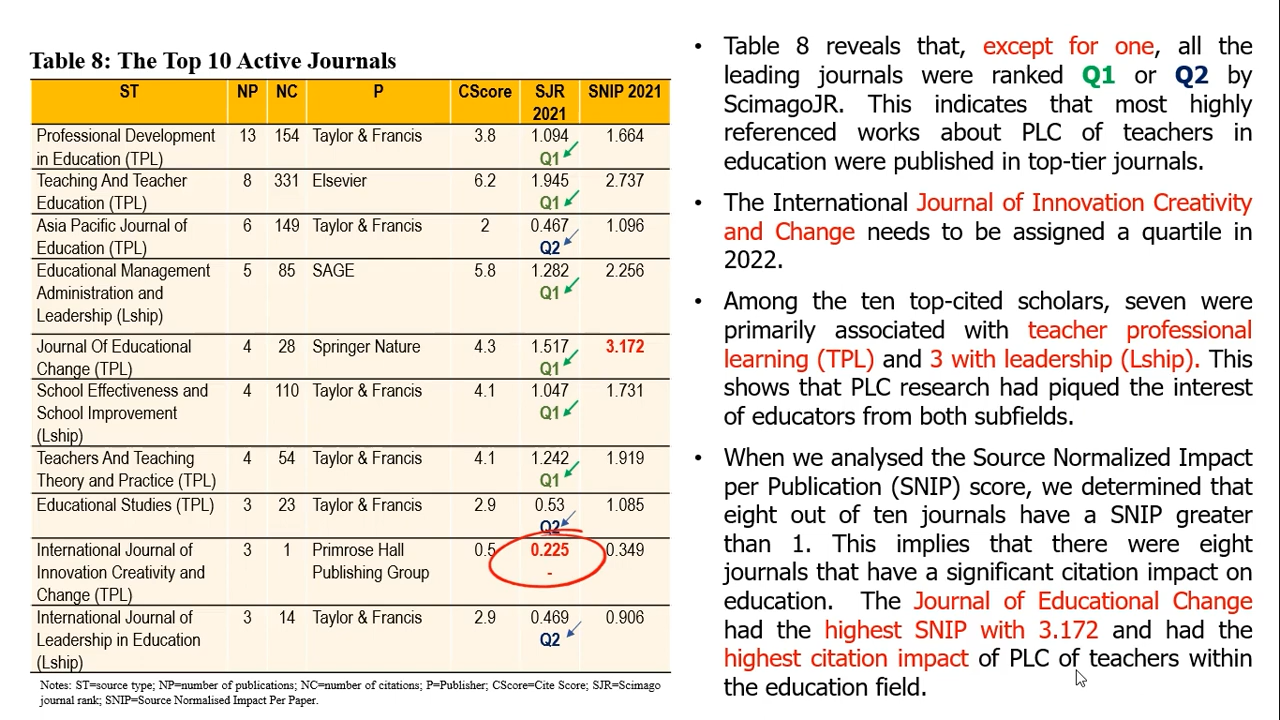 Table 8: The Top 10 Active Journals
ST NP NC P CScore SJR 2021 SNIP 2021
Professional Development in Education (TPL) 13 154 Taylor & Francis 3.8 1.094 Q1 1.664
Teaching And Teacher Education (TPL) 8 331 Elsevier 6.2 1.945 Q1 2.737
Asia Pacific Journal of Education (TPL) 6 149 Taylor & Francis 2 0.467 Q2 1.096
Educational Management Administration and Leadership (Lship) 5 85 SAGE 5.8 1.282 Q1 2.256
Journal Of Educational Change (TPL) 4 28 Springer Nature 4.3 1.517 Q1 3.172
School Effectiveness and School Improvement (Lship) 4 110 Taylor & Francis 4.1 1.047 Q1 1.731
Teachers And Teaching Theory and Practice (TPL) 4 54 Taylor & Francis 4.1 1.242 Q1 1.919
Educational Studies (TPL) 3 23 Taylor & Francis 2.9 0.53 Q2 1.085
International Journal of Innovation Creativity and Change (TPL) 3 1 Primrose Hall Publishing Group 0.5 0.225 - 0.349
International Journal of Leadership in Education (Lship) 3 14 Taylor & Francis 2.9 0.469 Q2 0.906
Notes: ST=source type; NP=number of publications; NC=number of citations; P=Publisher; CScore=Cite Score; SJR=Scimago
journal rank; SNIP=Source Normalised Impact Per Paper.
• Table 8 reveals that, except for one, all the
leading journals were ranked Q1 or Q2 by
ScimagoJR. This indicates that most highly
referenced works about PLC of teachers in
education were published in top-tier journals.
• The International Journal of Innovation Creativity
and Change needs to be assigned a quartile in
2022.
• Among the ten top-cited scholars, seven were
primarily associated with teacher professional
learning (TPL) and 3 with leadership (Lship). This
shows that PLC research had piqued the interest
of educators from both subfields.
• When we analysed the Source Normalized Impact
per Publication (SNIP) score, we determined that
eight out of ten journals have a SNIP greater
than 1. This implies that there were eight
journals that have a significant citation impact on
education. The Journal of Educational Change
had the highest SNIP with 3.172 and had the
highest citation impact of PLC of teachers within
the education field.